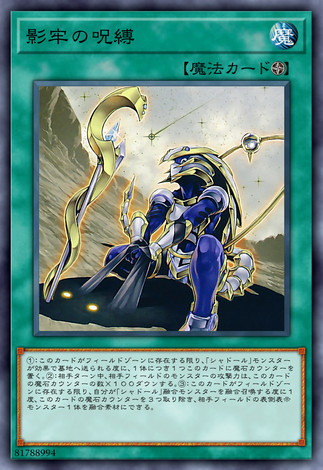 影牢の呪縛
魔
【魔法カード】
①：このカードがフィールドゾーンに存在する限り、「シャドール」モンスター
が効果で墓地へ送られる度に、１体につき１つこのカードに魔石カウンターを
置く。②：相手ターン中、相手フィールドのモンスターの攻撃力は、このカード
の魔石カウンターの数×１００ダウンする。③：このカードがフィールドゾー
ンに存在する限り、自分が「シャドール」融合モンスターを融合召喚する度に１
度、このカードの魔石カウンターを３つ取り除き、相手フィールドの表側表示
モンスター１体を融合素材にできる。
81788994